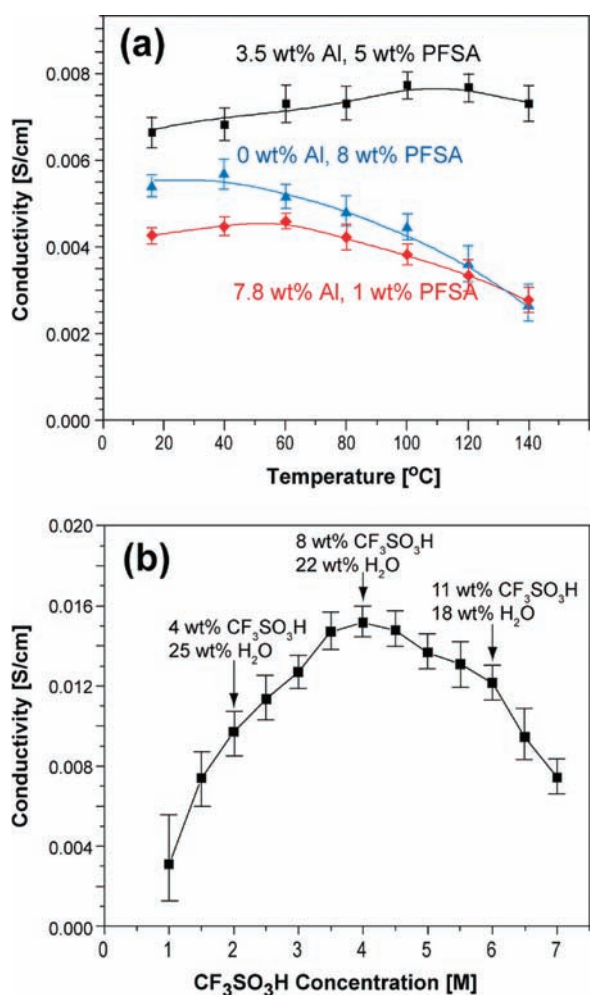 (a)
3.5 wt% Al, 5 wt% PFSA
0 wt% Al, 8 wt% PFSA
7.8 wt% Al, 1 wt% PFSA
Conductivity [S/cm]
0.008
0.006
0.004
0.002
0.000
0 20 40 60 80 100 120 140
Temperature [°C]
(b)
8 wt% CF₃SO₃H
22 wt% H₂O
11 wt% CF₃SO₃H
18 wt% H₂O
4 wt% CF₃SO₃H
25 wt% H₂O
Conductivity [S/cm]
0.020
0.016
0.012
0.008
0.004
0.000
0 1 2 3 4 5 6 7
CF₃SO₃H Concentration [M]